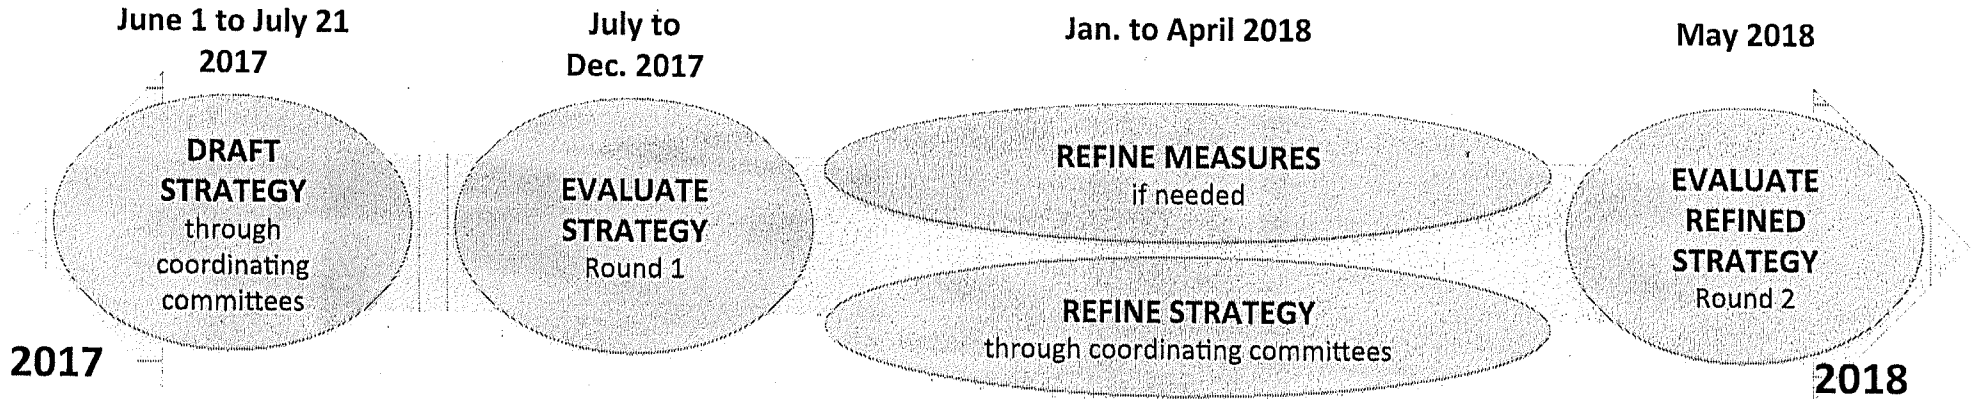 June 1 to July 21
2017
July to
Dec. 2017
Jan. to April 2018
May 2018
DRAFT
STRATEGY
through
coordinating
committees
EVALUATE
STRATEGY
Round 1
REFINE MEASURES
if needed
REFINE STRATEGY
through coordinating committees
EVALUATE
REFINED
STRATEGY
Round 2
2017
2018